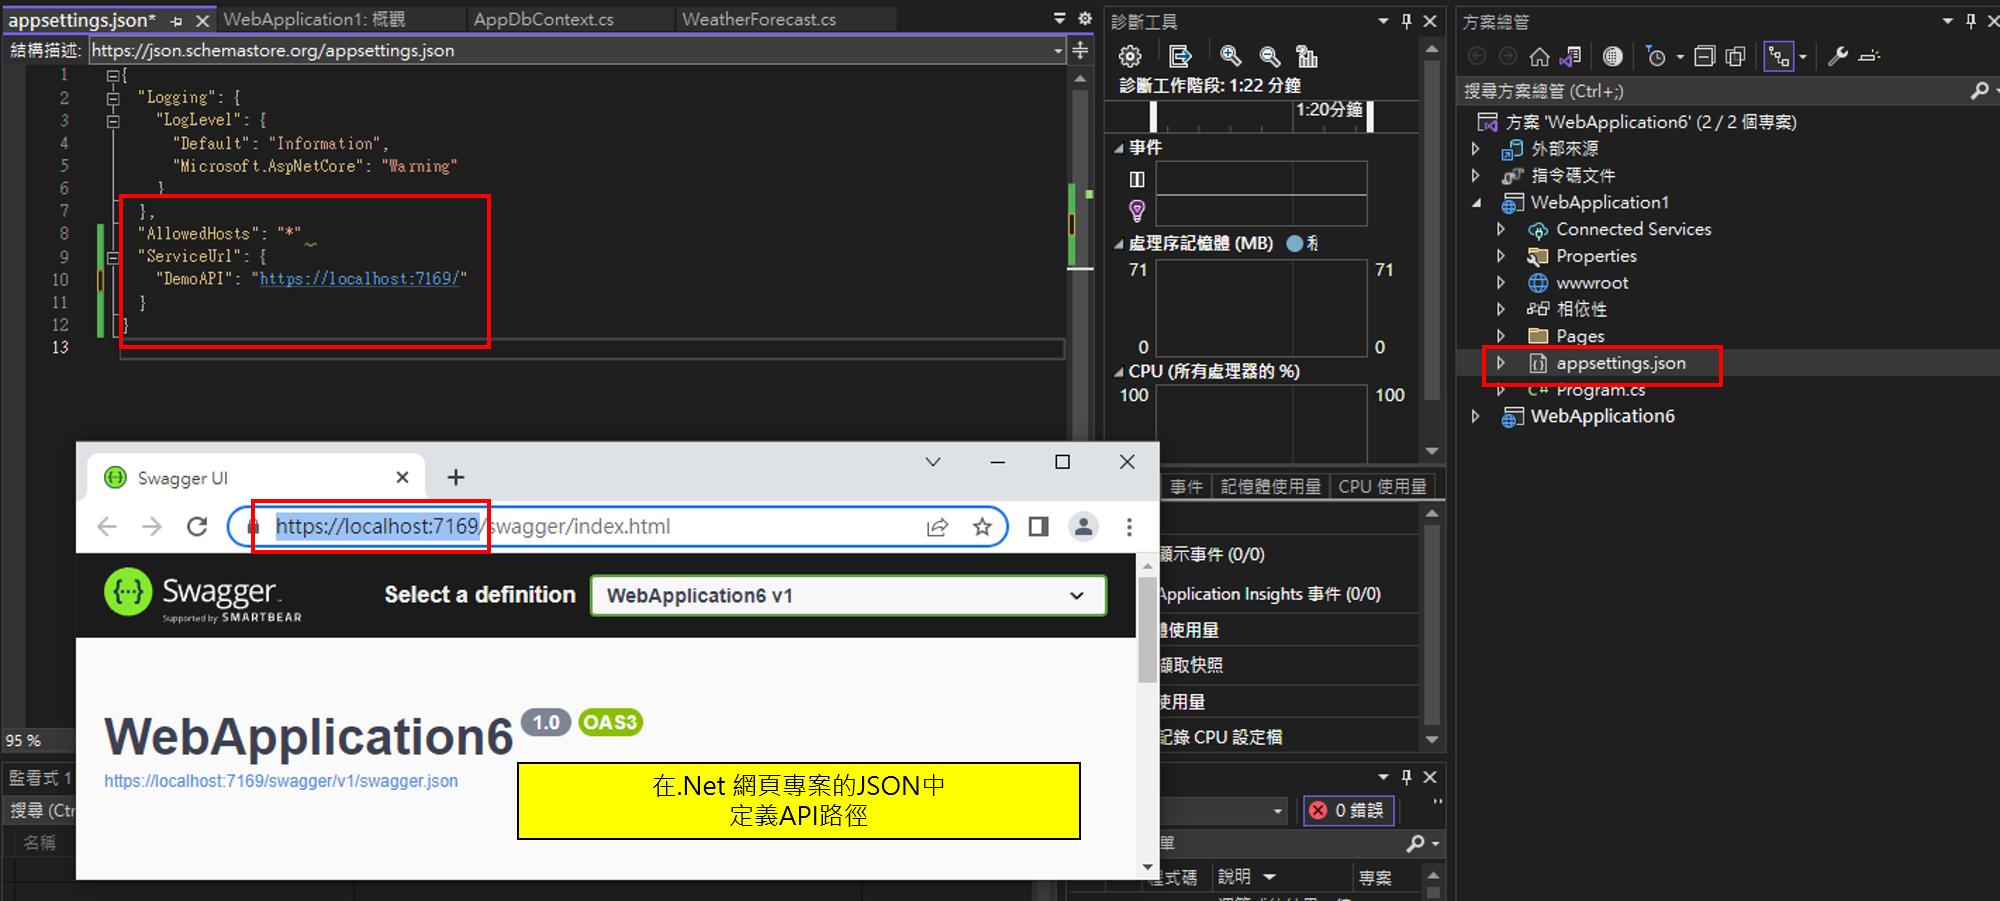 appsettings.json*
WebApplication1: 概觀
AppDbContext.cs
WeatherForecast.cs
結構描述: https://json.schemastore.org/appsettings.json
1 {
2 "Logging": {
3 "LogLevel": {
4 "Default": "Information",
5 "Microsoft.AspNetCore": "Warning"
6 }
7 },
8 "AllowedHosts": "*"
9 "ServiceUrl": {
10 "DemoAPI": "https://localhost:7169/"
11 }
12 }
13
95 %
監看式 1
搜尋 (Ctr
名稱
Swagger UI
https://localhost:7169/swagger/index.html
Swagger
Supported by SMARTBEAR
Select a definition
WebApplication6 v1
WebApplication6 1.0 OAS3
https://localhost:7169/swagger/v1/swagger.json
在.Net 網頁專案的JSON中
定義API路徑
診斷工具
診斷工作階段: 1:22 分鐘
1:20分鐘
事件
處理序記憶體 (MB)
71 71
0 0
CPU (所有處理器的 %)
100 100
事件 記憶體使用量 CPU 使用量
顯示事件 (0/0)
Application Insights 事件 (0/0)
體使用量
擷取快照
使用量
記錄 CPU 設定檔
0 錯誤
單
程式碼 說明 專案
方案總管
搜尋方案總管 (Ctrl+;)
方案 'WebApplication6' (2 / 2 個專案)
外部來源
指令碼文件
WebApplication1
Connected Services
Properties
wwwroot
相依性
Pages
appsettings.json
C# Program.cs
WebApplication6